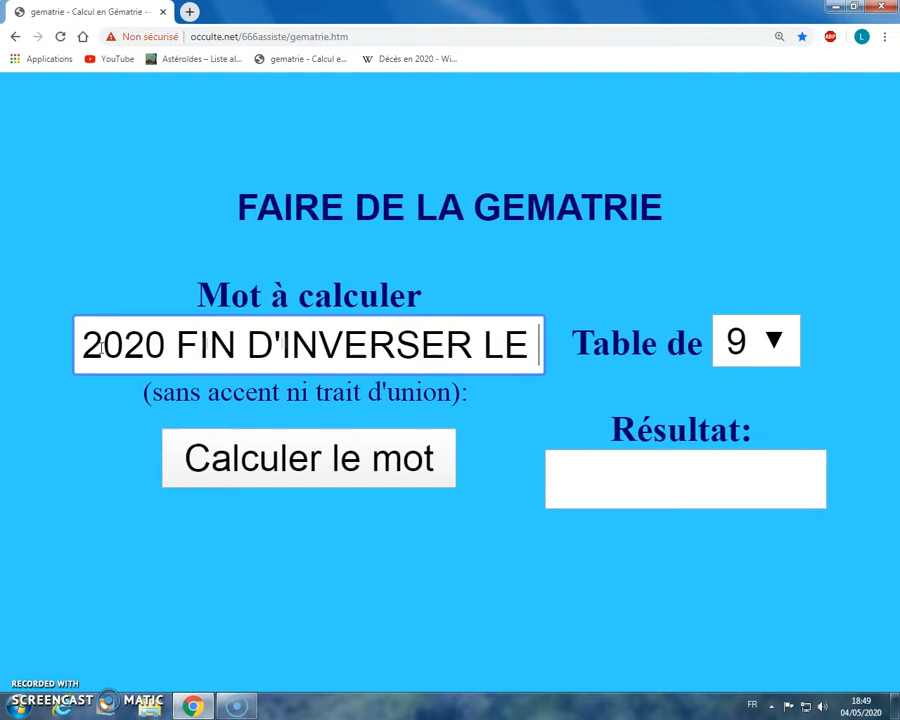 gematrie - Calcul en Gématrie -
Non sécurisé
occulte.net/666assiste/gematrie.htm
ABP
L
Applications
YouTube
Astéroïdes – Liste al...
gematrie - Calcul e...
W Décès en 2020 - Wi...
FAIRE DE LA GEMATRIE
Mot à calculer
2020 FIN D'INVERSER LE
Table de 9
(sans accent ni trait d'union):
Calculer le mot
Résultat:
RECORDED WITH
SCREENCAST MATIC
FR
18:49
04/05/2020